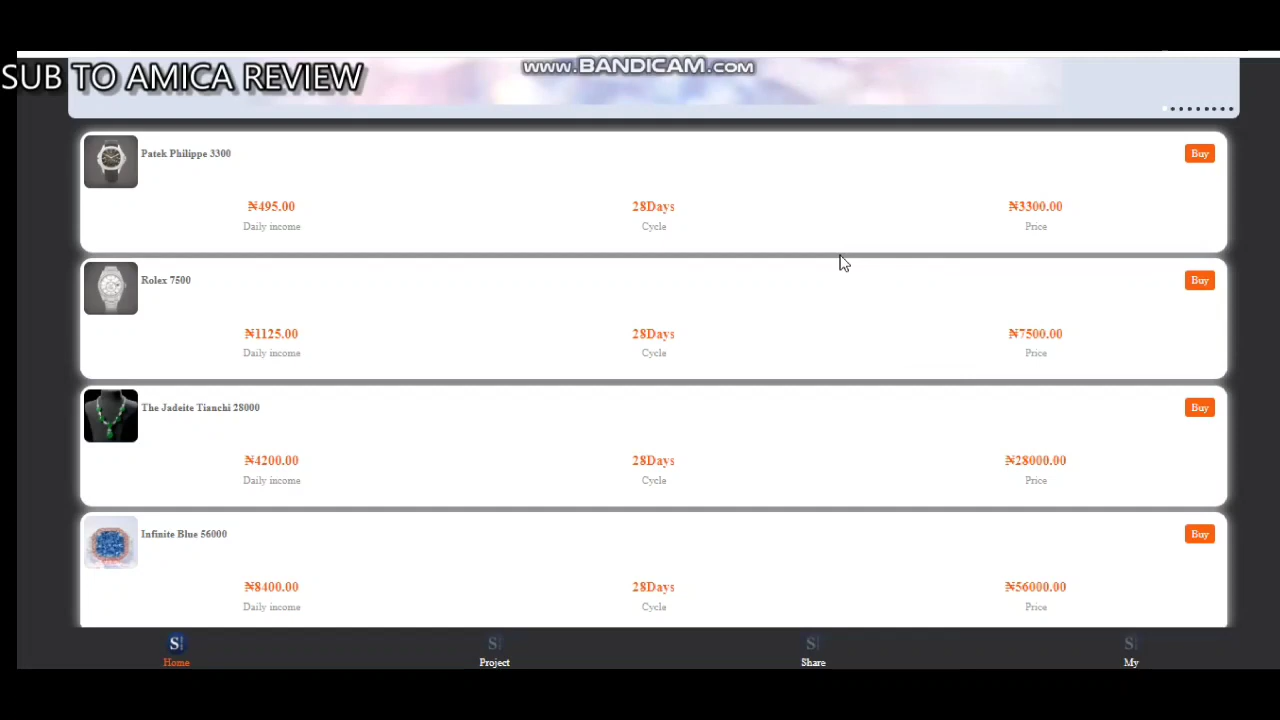 www.BANDICAM.com
SUB TO AMICA REVIEW
Patek Philippe 3300
Buy
₦495.00
28Days
₦3300.00
Daily income
Cycle
Price
Rolex 7500
Buy
₦1125.00
28Days
₦7500.00
Daily income
Cycle
Price
The Jadeite Tianchi 28000
Buy
₦4200.00
28Days
₦28000.00
Daily income
Cycle
Price
Infinite Blue 56000
Buy
₦8400.00
28Days
₦56000.00
Daily income
Cycle
Price
Home
Project
Share
My